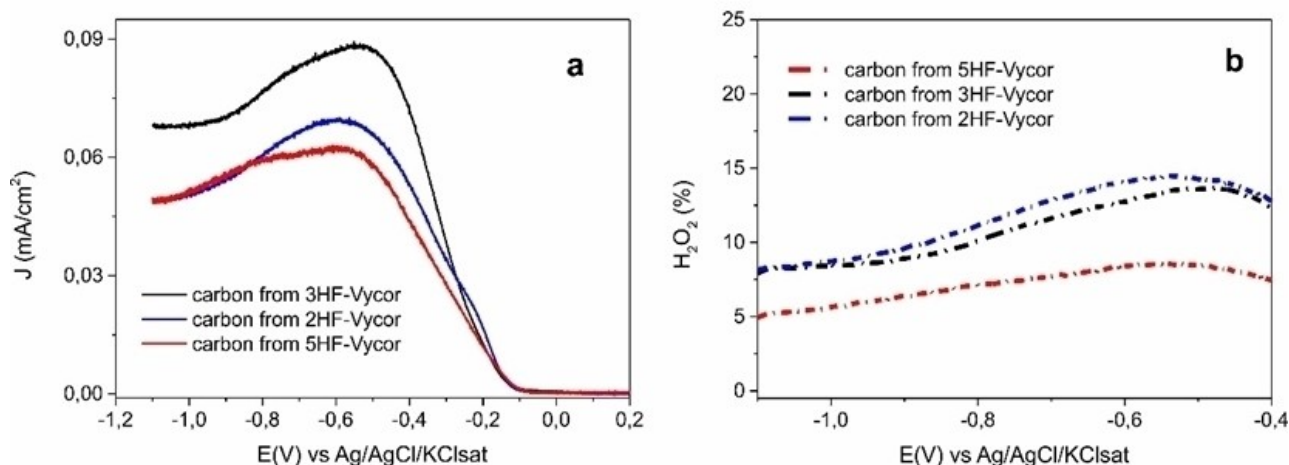 a
0,09
0,06
0,03
0,00
J (mA/cm²)
carbon from 3HF-Vycor
carbon from 2HF-Vycor
carbon from 5HF-Vycor
-1,2 -1,0 -0,8 -0,6 -0,4 -0,2 0,0 0,2
E(V) vs Ag/AgCl/KClsat
b
25
20
15
10
5
0
H₂O₂ (%)
carbon from 5HF-Vycor
carbon from 3HF-Vycor
carbon from 2HF-Vycor
-1,0 -0,8 -0,6 -0,4
E(V) vs Ag/AgCl/KClsat